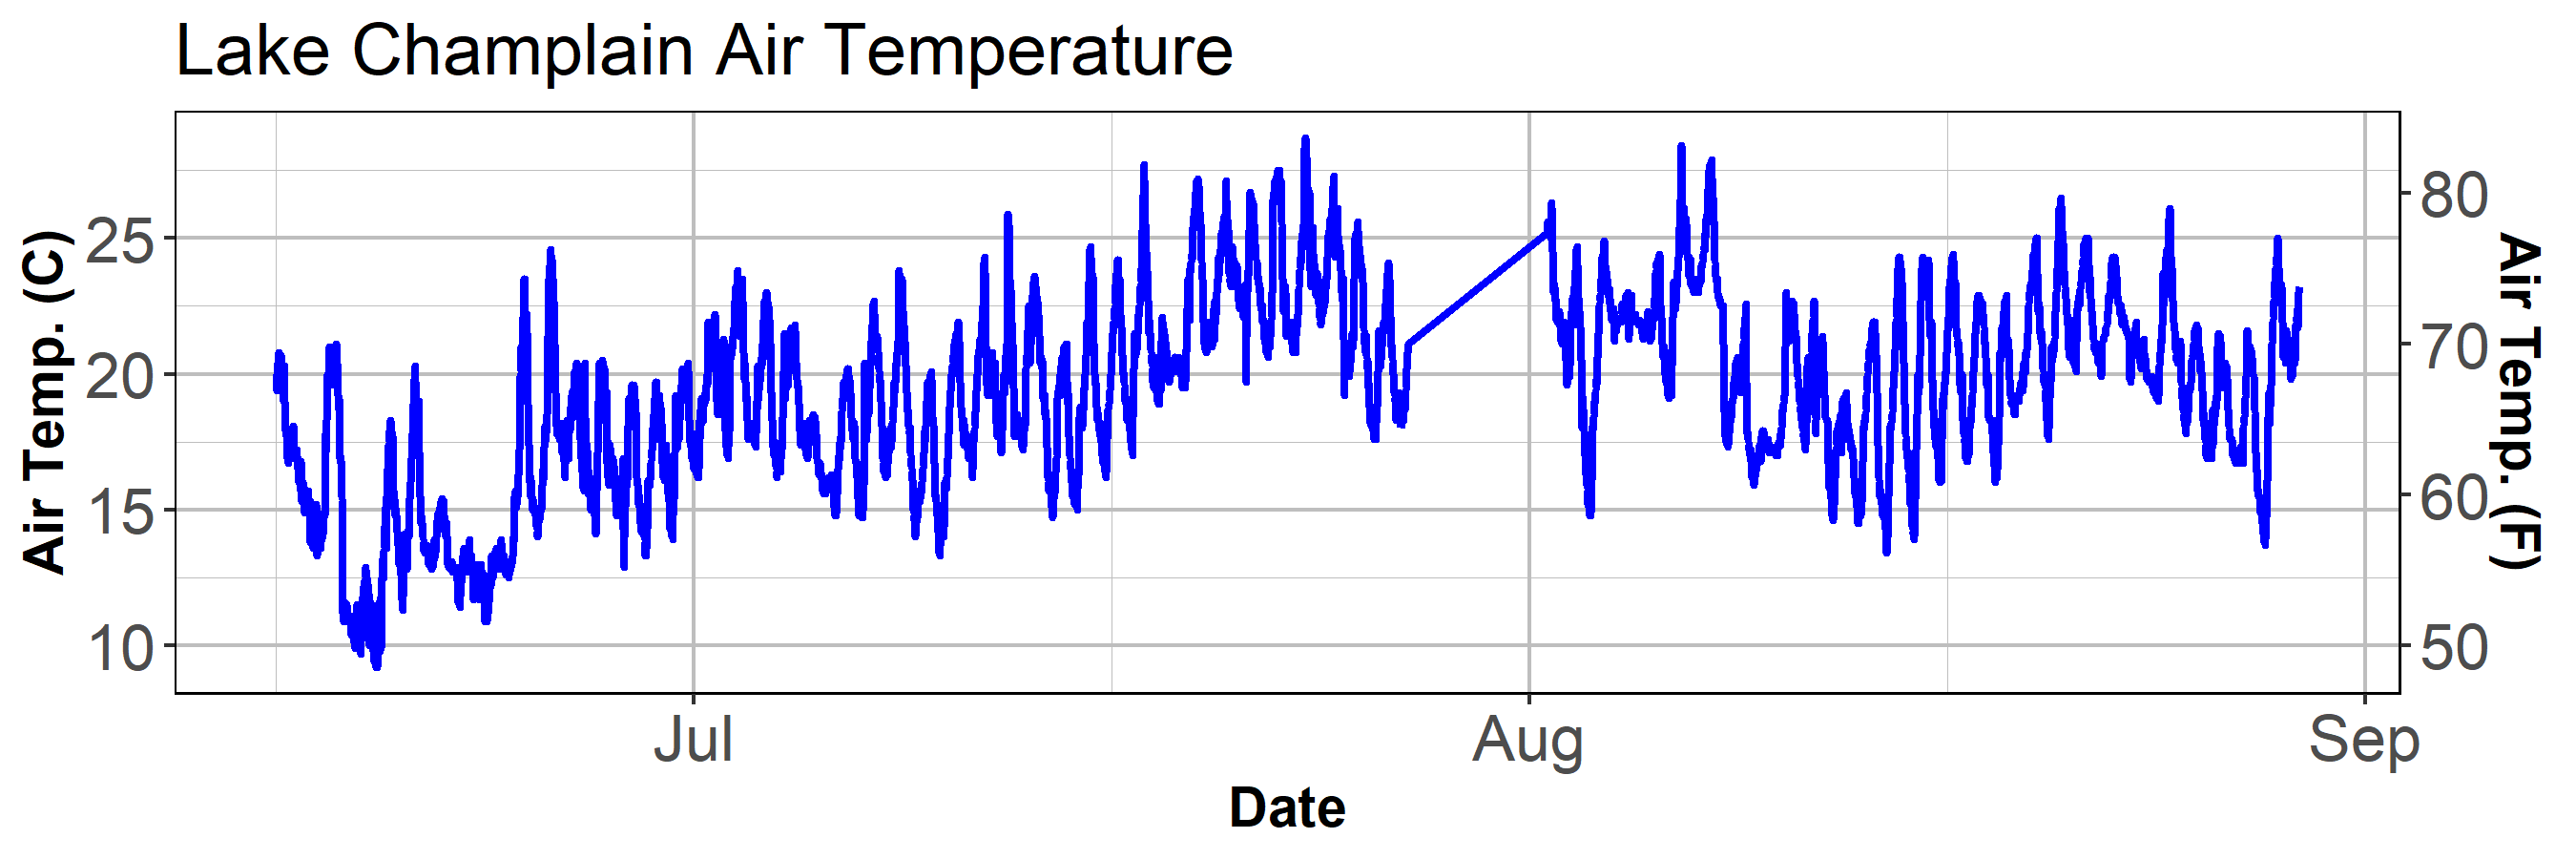 Lake Champlain Air Temperature
Air Temp. (C)
25
20
15
10
80
70
60
50
Air Temp. (F)
Jul Aug Sep
Date